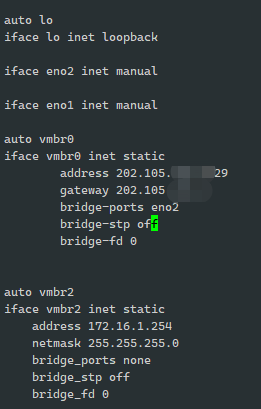 auto lo
iface lo inet loopback
iface eno2 inet manual
iface eno1 inet manual
auto vmbr0
iface vmbr0 inet static
address 202.105. 29
gateway 202.105
bridge-ports eno2
bridge-stp off
bridge-fd 0
auto vmbr2
iface vmbr2 inet static
address 172.16.1.254
netmask 255.255.255.0
bridge_ports none
bridge_stp off
bridge_fd 0